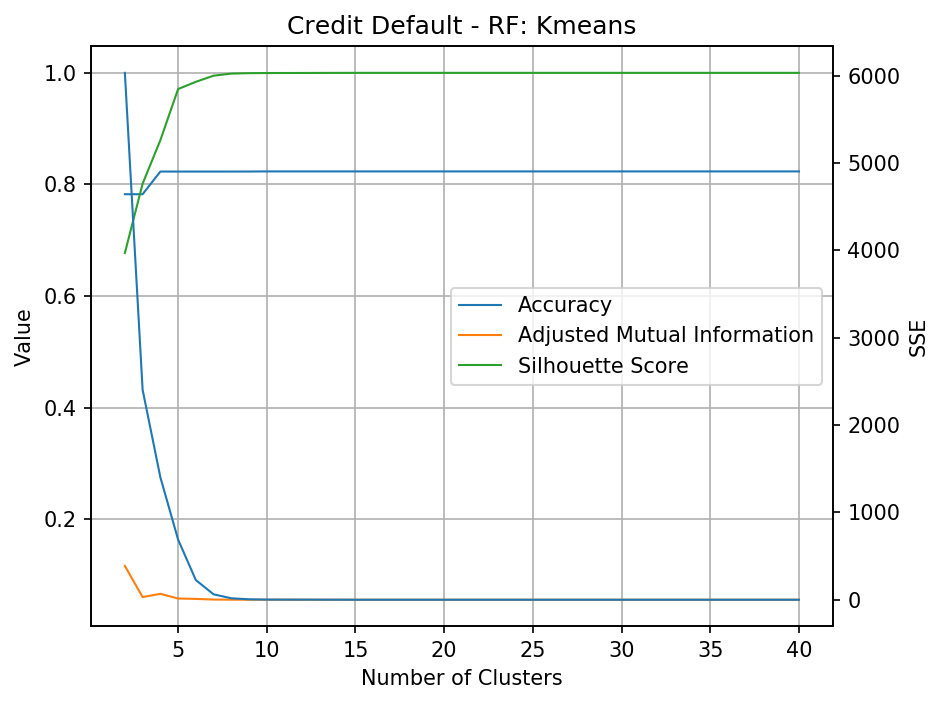 Credit Default - RF: Kmeans
1.0
0.8
0.6
0.4
0.2
Value
6000
5000
4000
3000
2000
1000
0
SSE
Accuracy
Adjusted Mutual Information
Silhouette Score
5 10 15 20 25 30 35 40
Number of Clusters